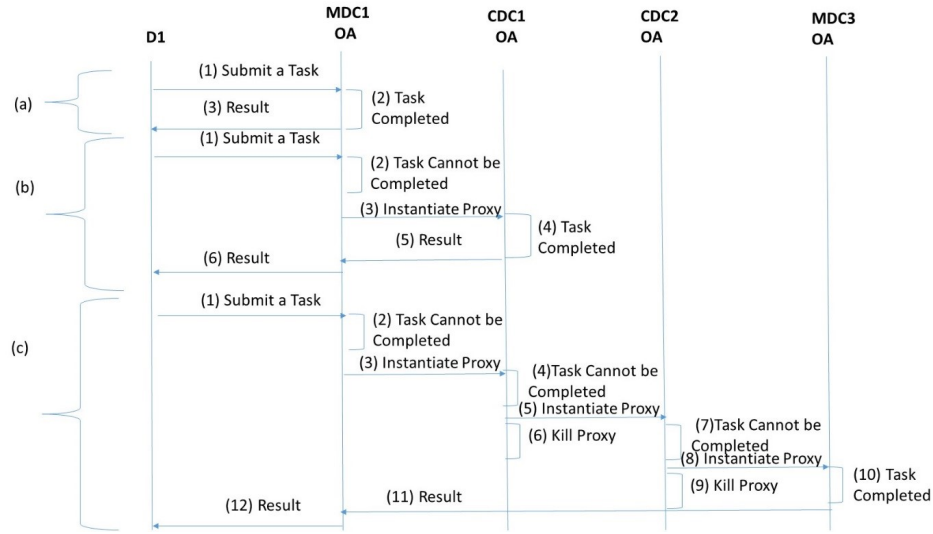 MDC1
CDC1
CDC2
MDC3
D1
OA
OA
OA
OA
(1) Submit a Task
(a)
(2) Task
Completed
(3) Result
(1) Submit a Task
(b)
(2) Task Cannot be
Completed
(3) Instantiate Proxy
(4) Task
Completed
(5) Result
(6) Result
(1) Submit a Task
(c)
(2) Task Cannot be
Completed
(3) Instantiate Proxy
(4)Task Cannot be
Completed
(5) Instantiate Proxy
(6) Kill Proxy
(7)Task Cannot be
Completed
(8) Instantiate Proxy
(9) Kill Proxy
(10) Task
Completed
(11) Result
(12) Result